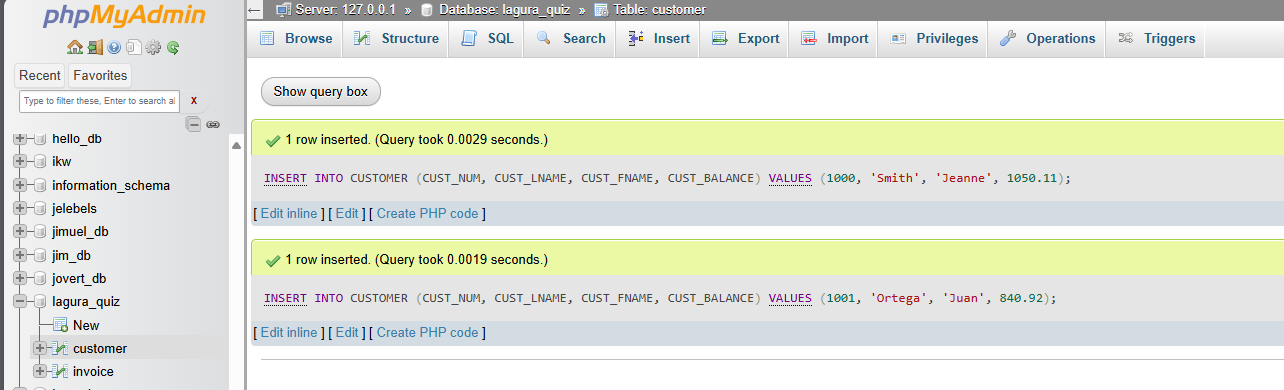 phpMyAdmin
Recent Favorites
Type to filter these, Enter to search al X
hello_db
ikw
information_schema
jelebels
jimuel_db
jim_db
jovert_db
lagura_quiz
New
customer
invoice
Server: 127.0.0.1 » Database: lagura_quiz » Table: customer
Browse Structure SQL Search Insert Export Import Privileges Operations Triggers
Show query box
1 row inserted. (Query took 0.0029 seconds.)
INSERT INTO CUSTOMER (CUST_NUM, CUST_LNAME, CUST_FNAME, CUST_BALANCE) VALUES (1000, 'Smith', 'Jeanne', 1050.11);
[ Edit inline ] [ Edit ] [ Create PHP code ]
1 row inserted. (Query took 0.0019 seconds.)
INSERT INTO CUSTOMER (CUST_NUM, CUST_LNAME, CUST_FNAME, CUST_BALANCE) VALUES (1001, 'Ortega', 'Juan', 840.92);
[ Edit inline ] [ Edit ] [ Create PHP code ]